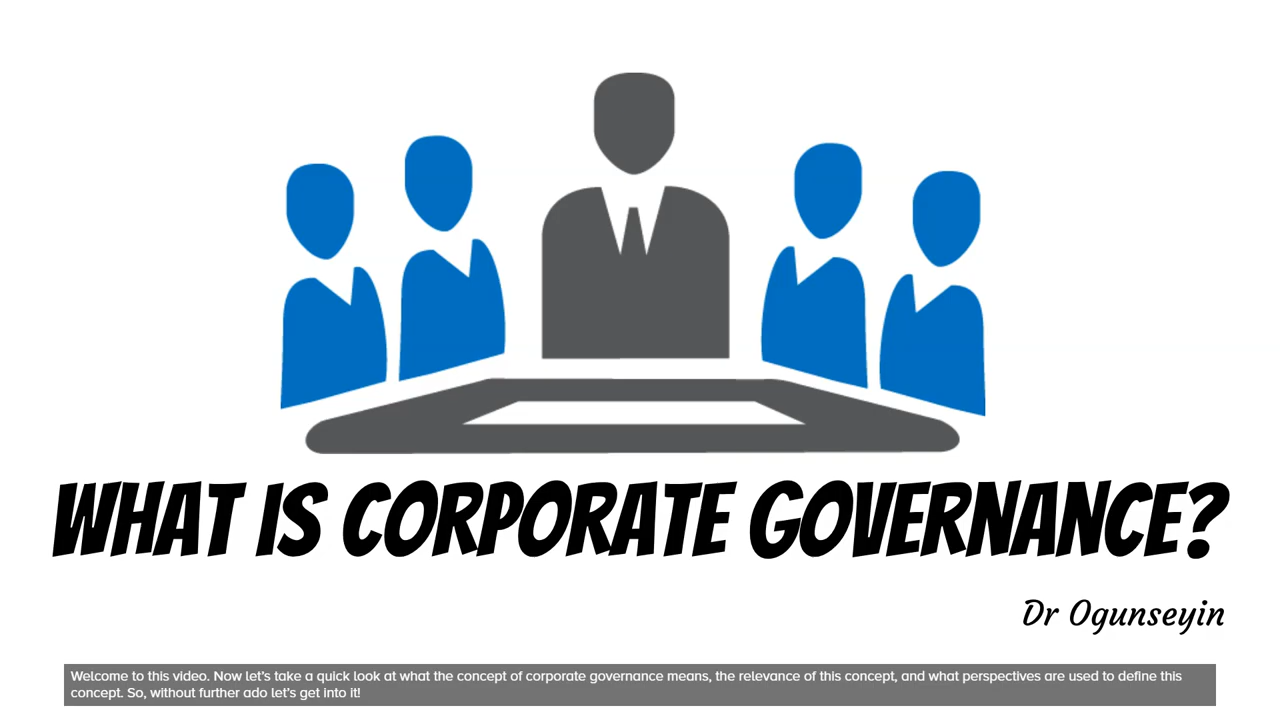 WHAT IS CORPORATE GOVERNANCE?
Dr Ogunseyin
Welcome to this video. Now let's take a quick look at what the concept of corporate governance means, the relevance of this concept, and what perspectives are used to define this
concept. So, without further ado let's get into it!